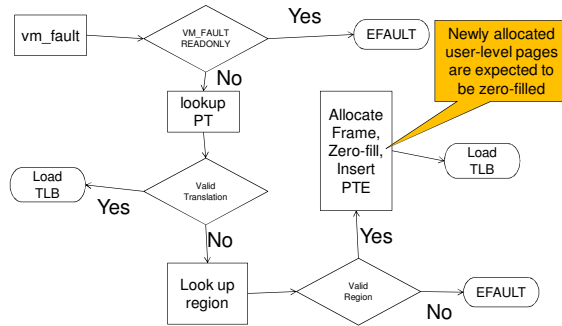 vm_fault
VM_FAULT
READONLY
Yes
EFAULT
Newly allocated
user-level pages
are expected to
be zero-filled
No
lookup
PT
Allocate
Frame,
Zero-fill,
Insert
PTE
Load
TLB
Load
TLB
Yes
Valid
Translation
No
Yes
Look up
region
Valid
Region
No
EFAULT